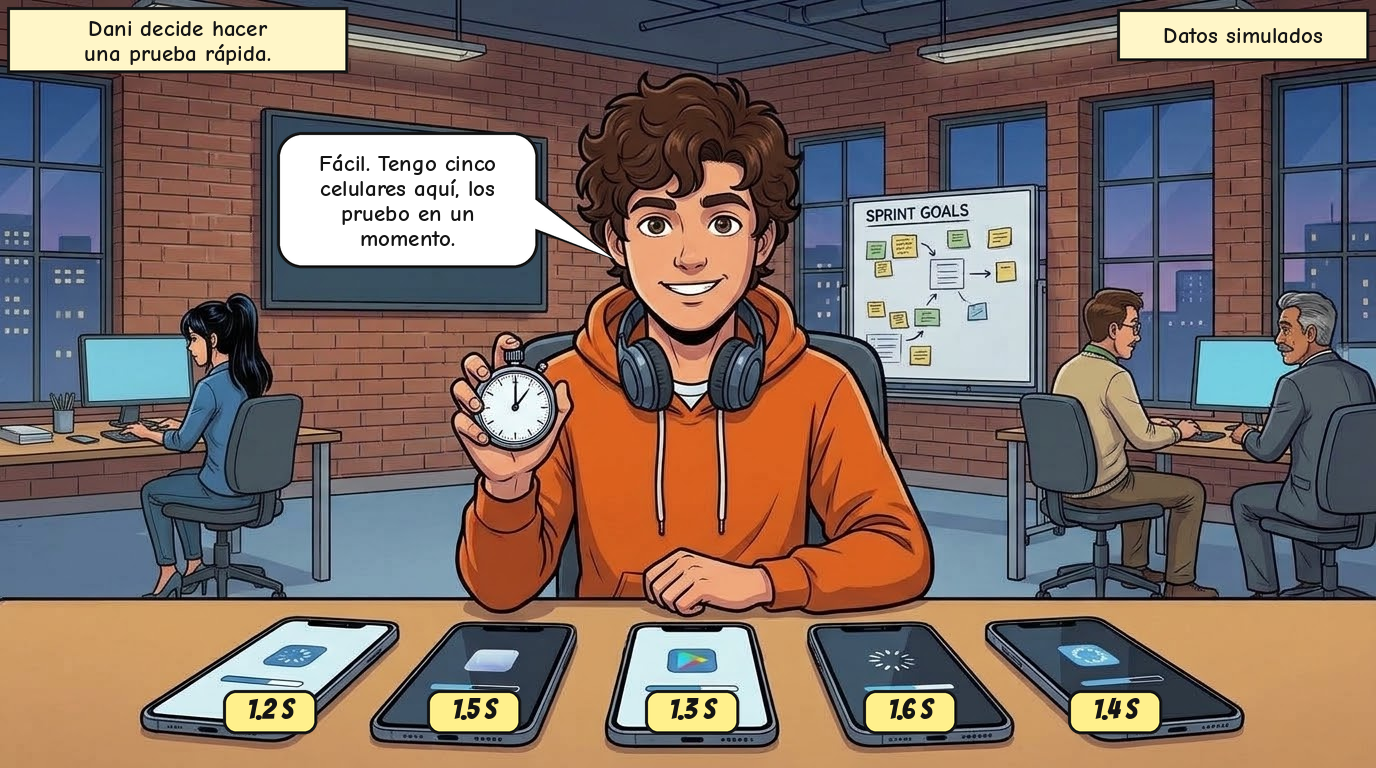 Dani decide hacer
una prueba rápida.
Datos simulados
Fácil. Tengo cinco
celulares aquí, los
pruebo en un
momento.
SPRINT GOALS
1.2 S
1.5 S
1.3 S
1.6 S
1.4 S